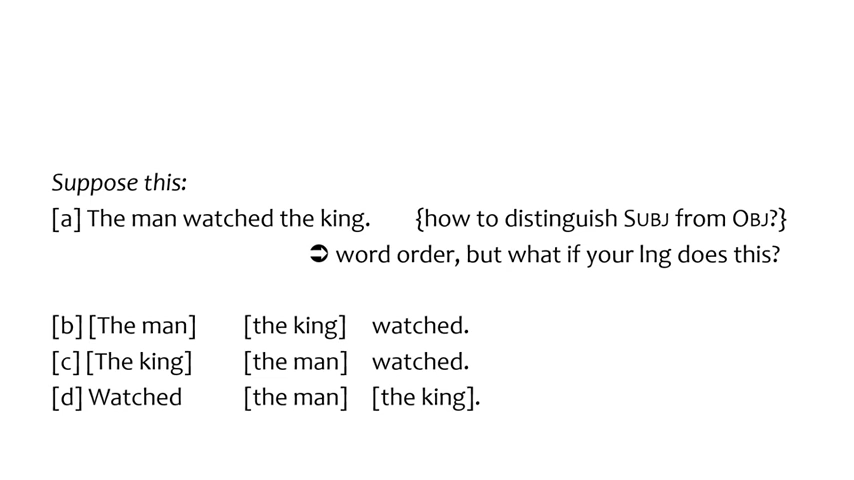 Suppose this:
[a] The man watched the king. {how to distinguish SUBJ from OBJ?}
➲ word order, but what if your lng does this?
[b] [The man] [the king] watched.
[c] [The king] [the man] watched.
[d] Watched [the man] [the king].